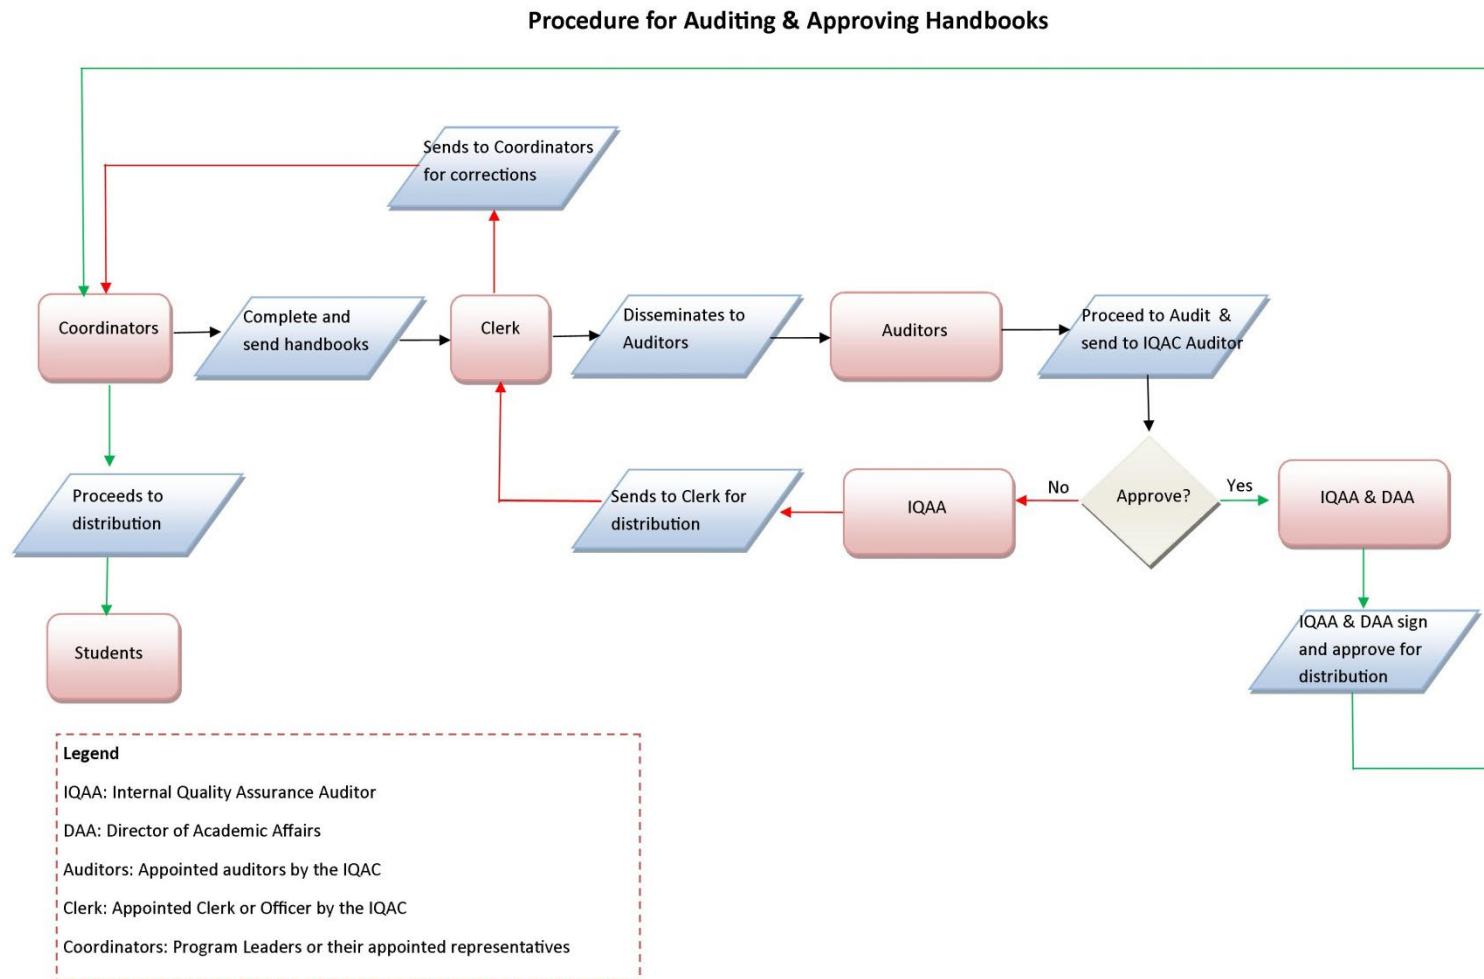 Procedure for Auditing & Approving Handbooks
Sends to Coordinators
for corrections
Coordinators
Complete and
send handbooks
Clerk
Disseminates to
Auditors
Auditors
Proceed to Audit &
send to IQAC Auditor
Proceeds to
distribution
Sends to Clerk for
distribution
IQAA
No
Approve?
Yes
IQAA & DAA
Students
IQAA & DAA sign
and approve for
distribution
Legend
IQAA: Internal Quality Assurance Auditor
DAA: Director of Academic Affairs
Auditors: Appointed auditors by the IQAC
Clerk: Appointed Clerk or Officer by the IQAC
Coordinators: Program Leaders or their appointed representatives